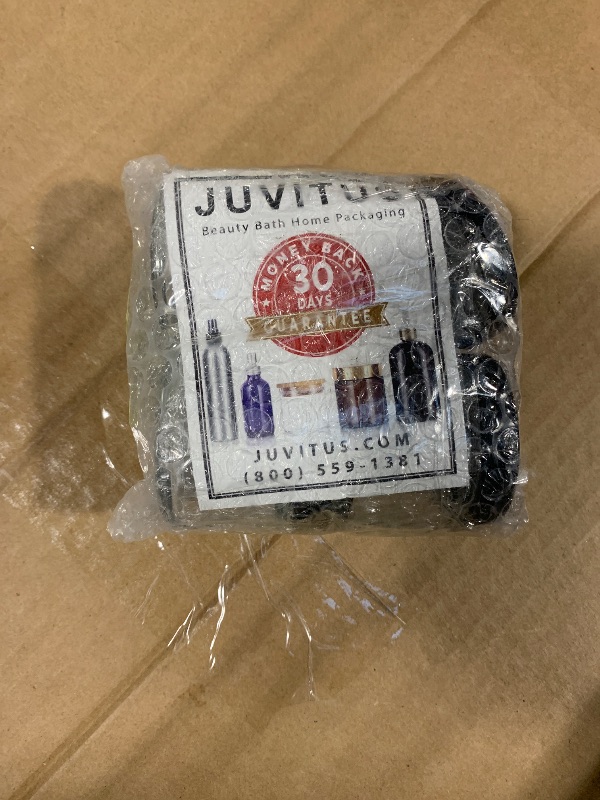 JUVITUS
Beauty Bath Home Packaging
MONEY BACK
30
DAYS
GUARANTEE
JUVITUS.COM
(800) 559-1381